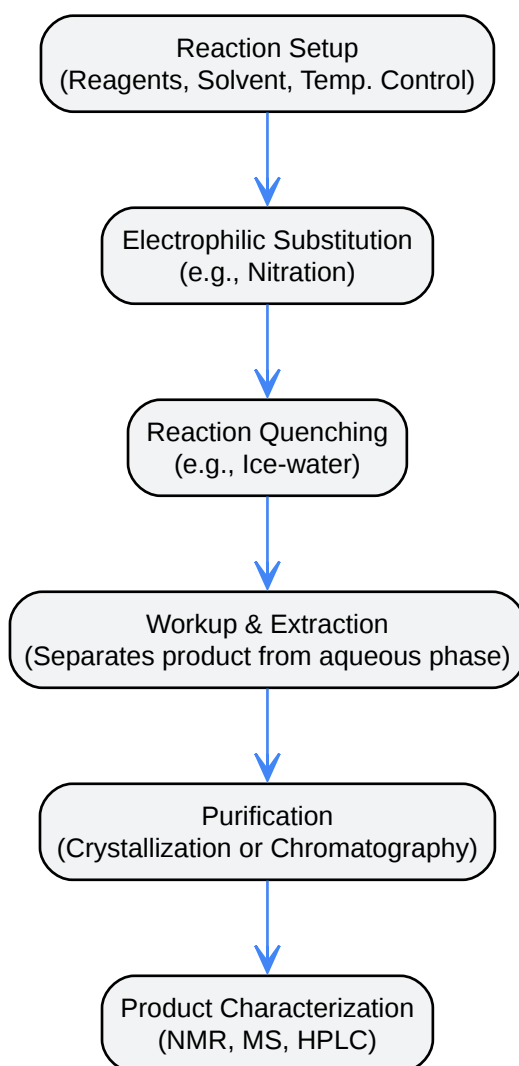 Reaction Setup
(Reagents, Solvent, Temp. Control)
Electrophilic Substitution
(e.g., Nitration)
Reaction Quenching
(e.g., Ice-water)
Workup & Extraction
(Separates product from aqueous phase)
Purification
(Crystallization or Chromatography)
Product Characterization
(NMR, MS, HPLC)